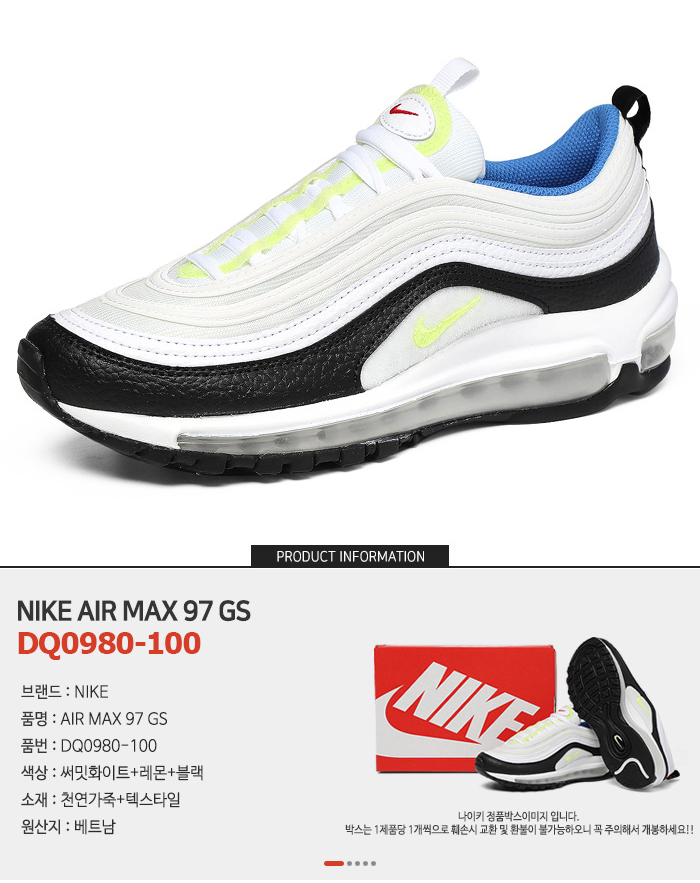 PRODUCT INFORMATION
NIKE AIR MAX 97 GS
DQ0980-100
브랜드 : NIKE
품명 : AIR MAX 97 GS
품번 : DQ0980-100
색상 : 써밋화이트+레몬+블랙
소재 : 천연가죽+텍스타일
원산지 : 베트남
NIKE
나이키 정품박스이미지 입니다.
박스는 1제품당 1개씩으로 훼손시 교환 및 환불이 불가능하오니 꼭 주의해서 개봉하세요!!